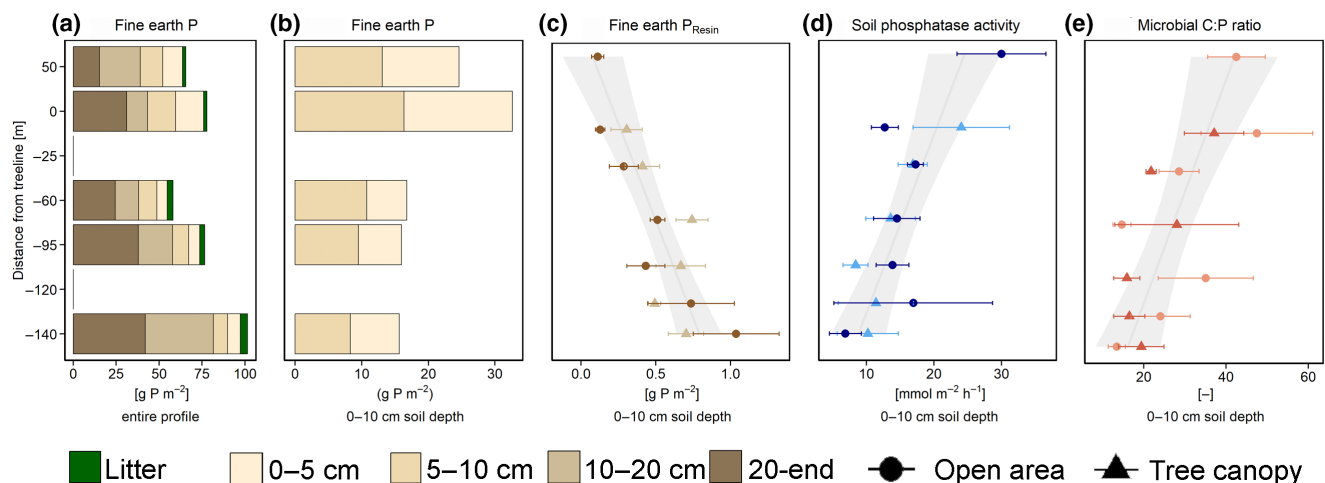 (a) Fine earth P
(b) Fine earth P
(c) Fine earth P_Resin
(d) Soil phosphatase activity
(e) Microbial C:P ratio
Distance from treeline [m]
50
0
−25
−60
−95
−120
−140
0 25 50 75 100
[g P m⁻²]
entire profile
0 10 20 30
(g P m⁻²)
0–10 cm soil depth
0.0 0.5 1.0
[g P m⁻²]
0–10 cm soil depth
0 10 20 30
[mmol m⁻² h⁻¹]
0–10 cm soil depth
20 40 60
[–]
0–10 cm soil depth
Litter 0–5 cm 5–10 cm 10–20 cm 20-end Open area Tree canopy